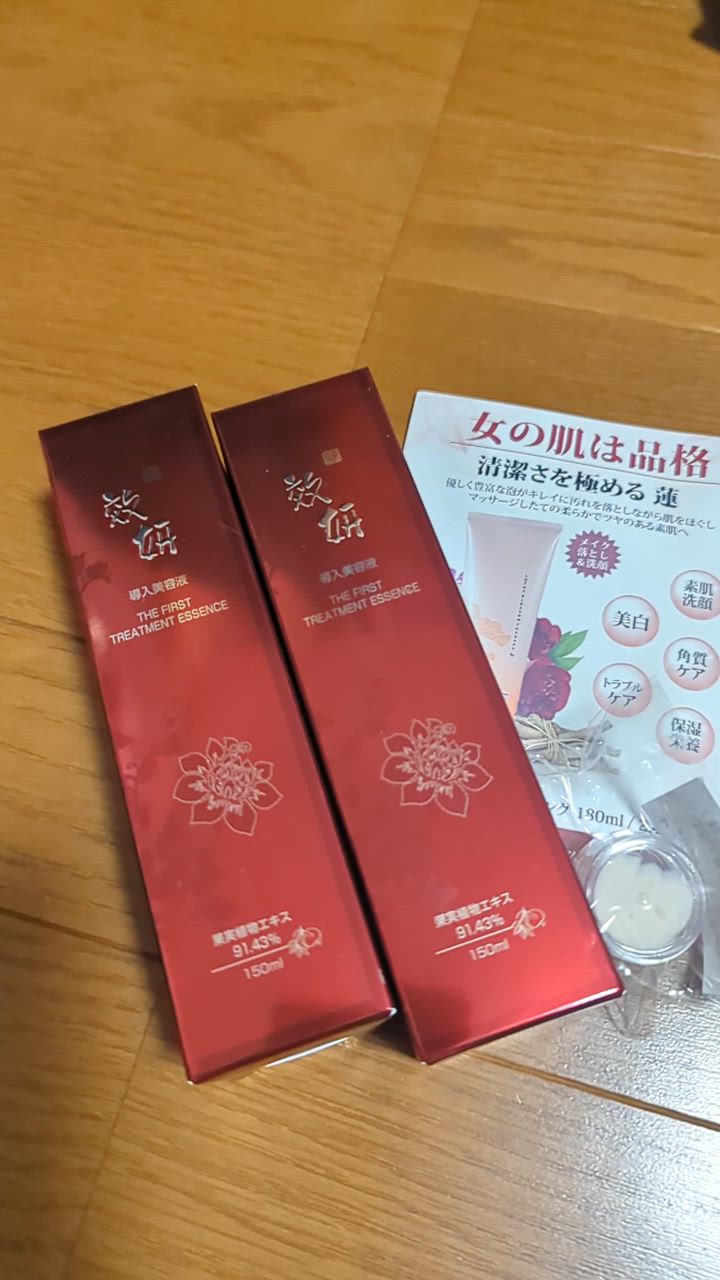 效
姸
導入美容液
THE FIRST
TREATMENT ESSENCE
果実植物エキス
91.43%
150ml
效
姸
導入美容液
THE FIRST
TREATMENT ESSENCE
果実植物エキス
91.43%
150ml
女の肌は品格
清潔さを極める 蓮
優しく豊富な泡がキレイに汚れを落としながら肌をほぐし
マッサージしたての柔らかでツヤのある素肌へ
メイク
落とし
&洗顔
素肌
洗顔
美白
角質
ケア
トラブル
ケア
保湿
栄養
180ml /